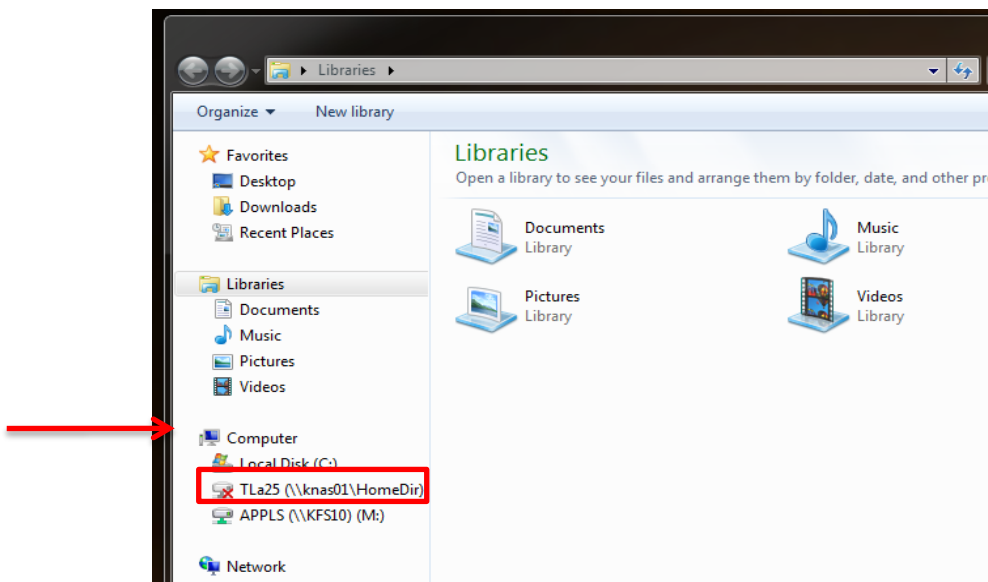 Libraries
Organize New library
Favorites
Desktop
Downloads
Recent Places
Libraries
Documents
Music
Pictures
Videos
Computer
Local Disk (C:)
TLa25 (\\knas01\HomeDir)
APPLS (\\KFS10) (M:)
Network
Libraries
Open a library to see your files and arrange them by folder, date, and other pr
Documents
Library
Music
Library
Pictures
Library
Videos
Library